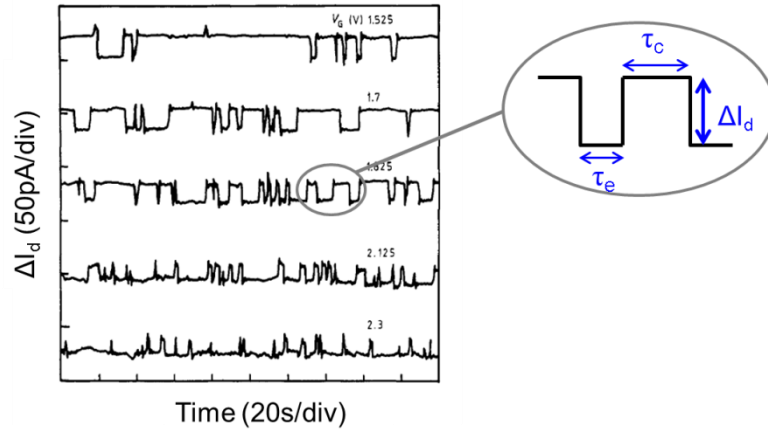 V_G (V) 1.525
1.7
2.125
2.3
ΔI_d (50pA/div)
Time (20s/div)
τ_c
ΔI_d
τ_e